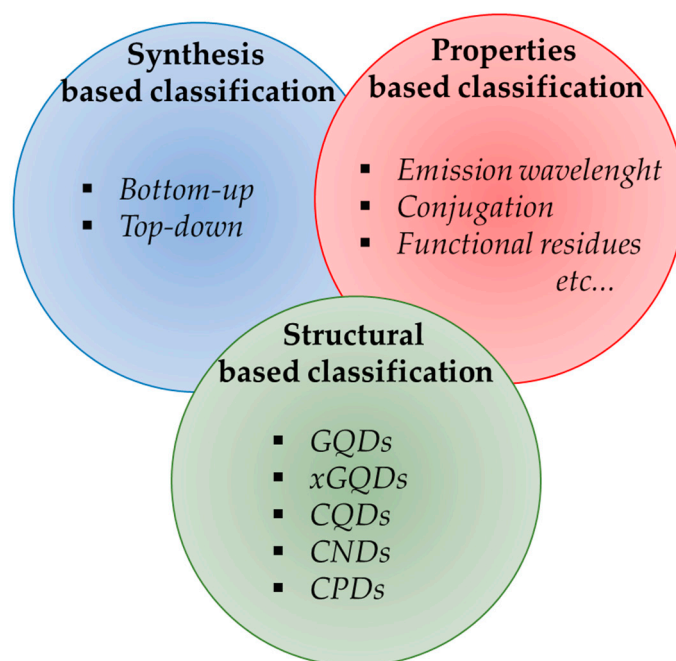 Synthesis
based classification
▪ Bottom-up
▪ Top-down
Properties
based classification
▪ Emission wavelenght
▪ Conjugation
▪ Functional residues
etc...
Structural
based classification
▪ GQDs
▪ xGQDs
▪ CQDs
▪ CNDs
▪ CPDs